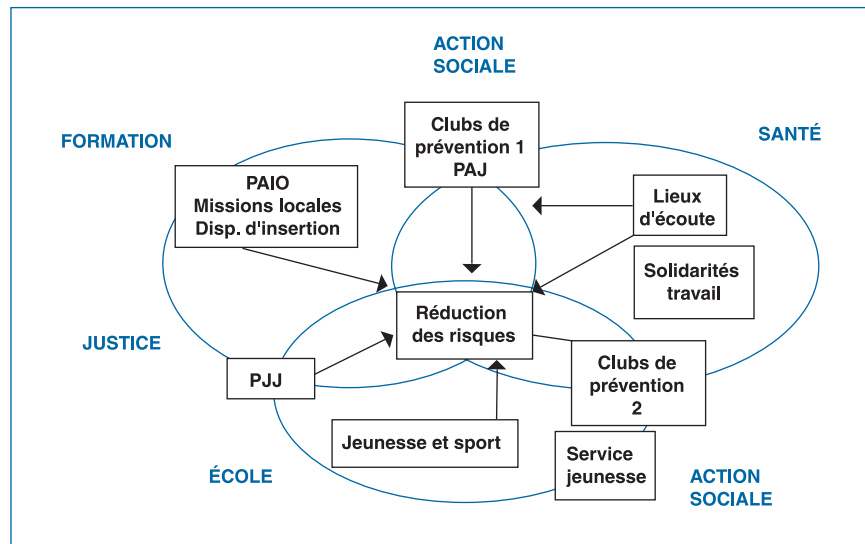 ACTION
SOCIALE
FORMATION
SANTÉ
Clubs de
prévention 1
PAJ
PAIO
Missions locales
Disp. d'insertion
Lieux
d'écoute
Solidarités
travail
Réduction
des risques
JUSTICE
PJJ
Clubs de
prévention
2
Jeunesse et sport
Service
jeunesse
ÉCOLE
ACTION
SOCIALE